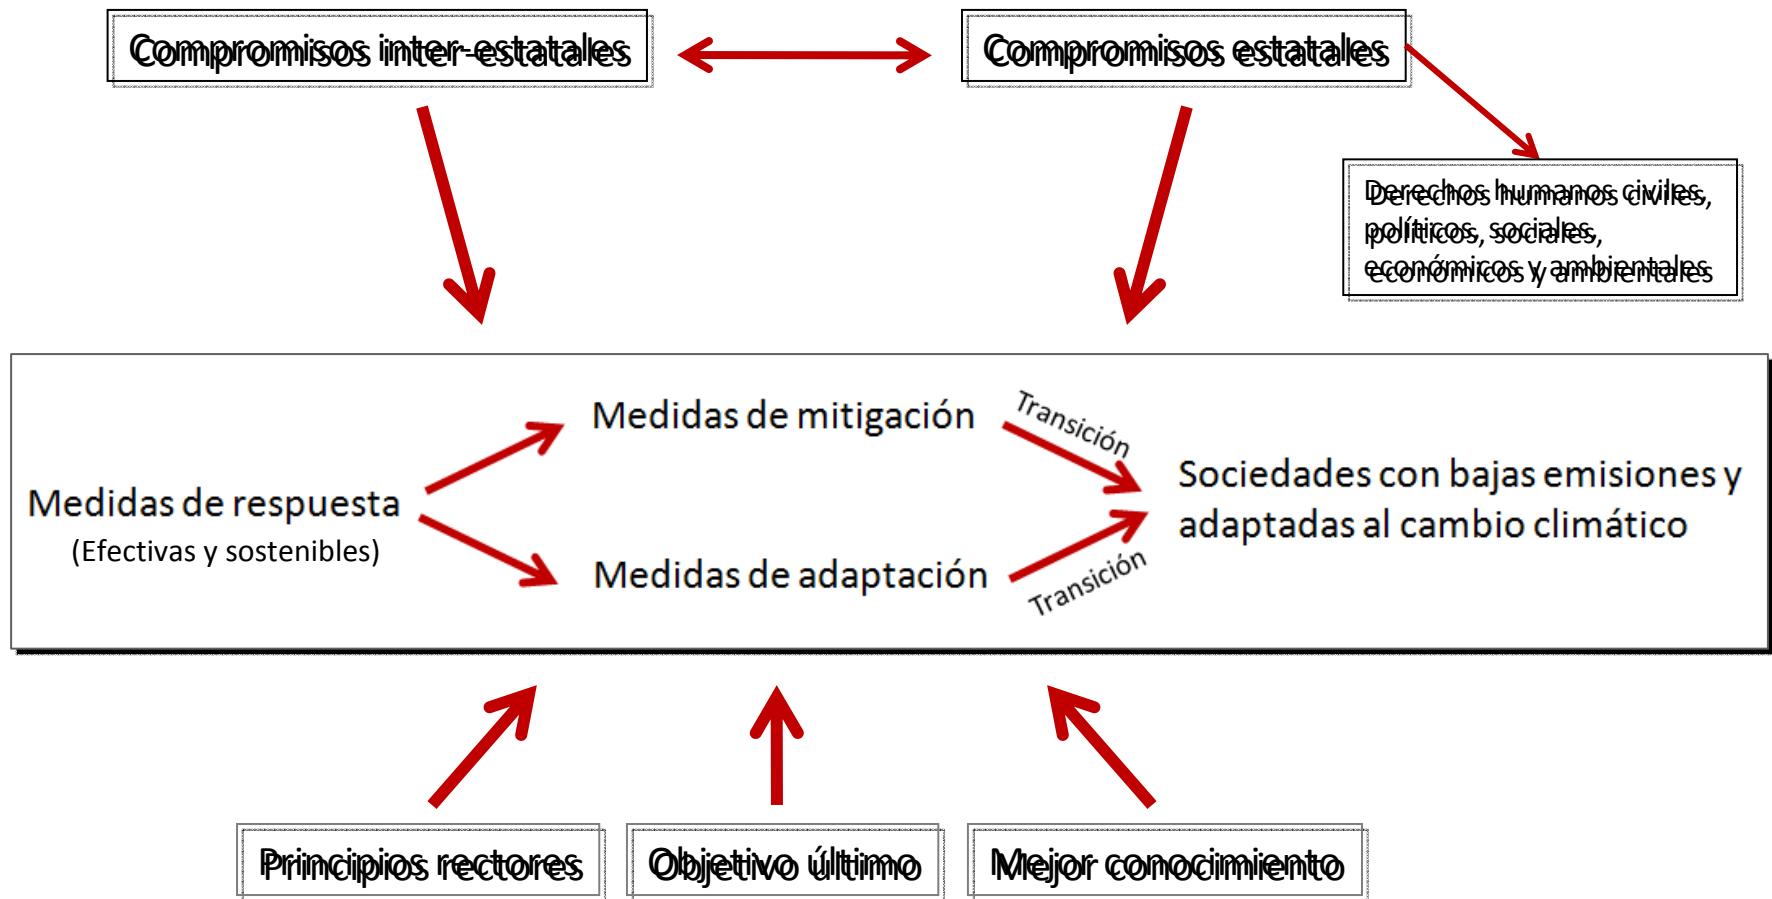 Compromisos inter-estatales
Compromisos estatales
Derechos humanos civiles,
políticos, sociales,
económicos y ambientales
Medidas de mitigación
Transición
Sociedades con bajas emisiones y
adaptadas al cambio climático
Medidas de respuesta
(Efectivas y sostenibles)
Medidas de adaptación
Transición
Principios rectores
Objetivo último
Mejor conocimiento